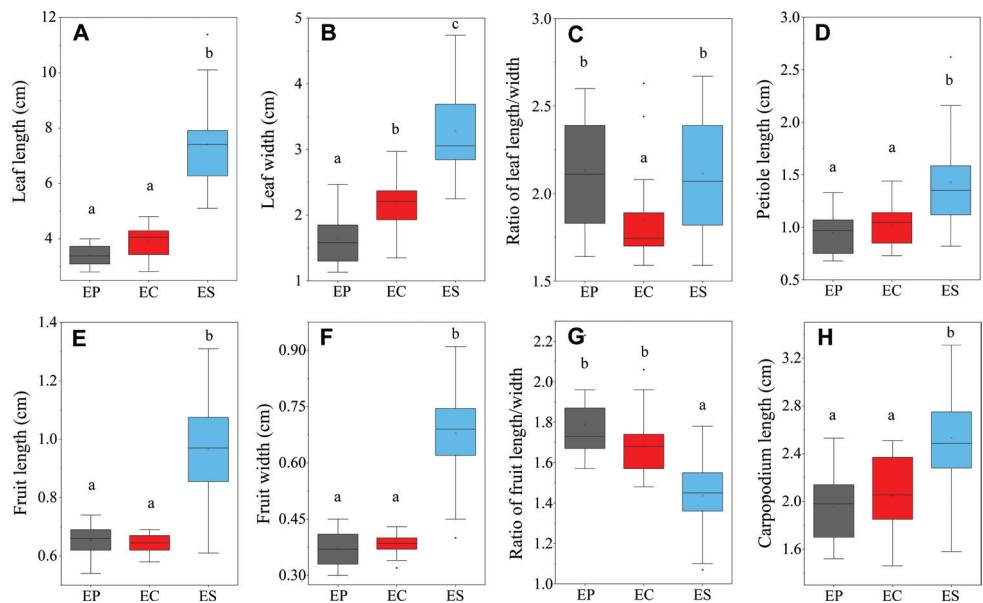 A
Leaf length (cm)
12
10
8
6
4
a
a
b
EP
EC
ES
B
Leaf width (cm)
5
4
3
2
1
a
b
c
EP
EC
ES
C
Ratio of leaf length/width
3.0
2.5
2.0
1.5
b
a
b
EP
EC
ES
D
Petiole length (cm)
3.0
2.5
2.0
1.5
1.0
0.5
a
a
b
EP
EC
ES
E
Fruit length (cm)
1.4
1.2
1.0
0.8
0.6
a
a
b
EP
EC
ES
F
Fruit width (cm)
0.90
0.75
0.60
0.45
0.30
a
a
b
EP
EC
ES
G
Ratio of fruit length/width
2.2
2.0
1.8
1.6
1.4
1.2
1.0
b
b
a
EP
EC
ES
H
Carpopodium length (cm)
3.2
2.8
2.4
2.0
1.6
a
a
b
EP
EC
ES